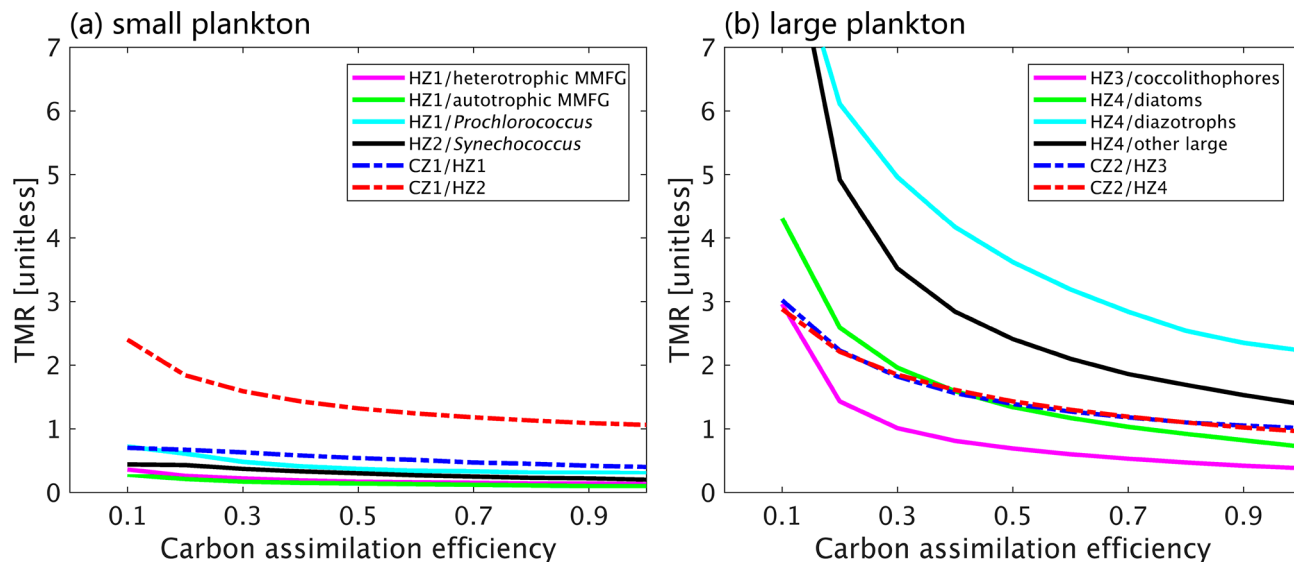 (a) small plankton
7
6
5
4
3
2
1
0
TMR [unitless]
HZ1/heterotrophic MMFG
HZ1/autotrophic MMFG
HZ1/Prochlorococcus
HZ2/Synechococcus
CZ1/HZ1
CZ1/HZ2
0.1 0.3 0.5 0.7 0.9
Carbon assimilation efficiency
(b) large plankton
7
6
5
4
3
2
1
0
TMR [unitless]
HZ3/coccolithophores
HZ4/diatoms
HZ4/diazotrophs
HZ4/other large
CZ2/HZ3
CZ2/HZ4
0.1 0.3 0.5 0.7 0.9
Carbon assimilation efficiency